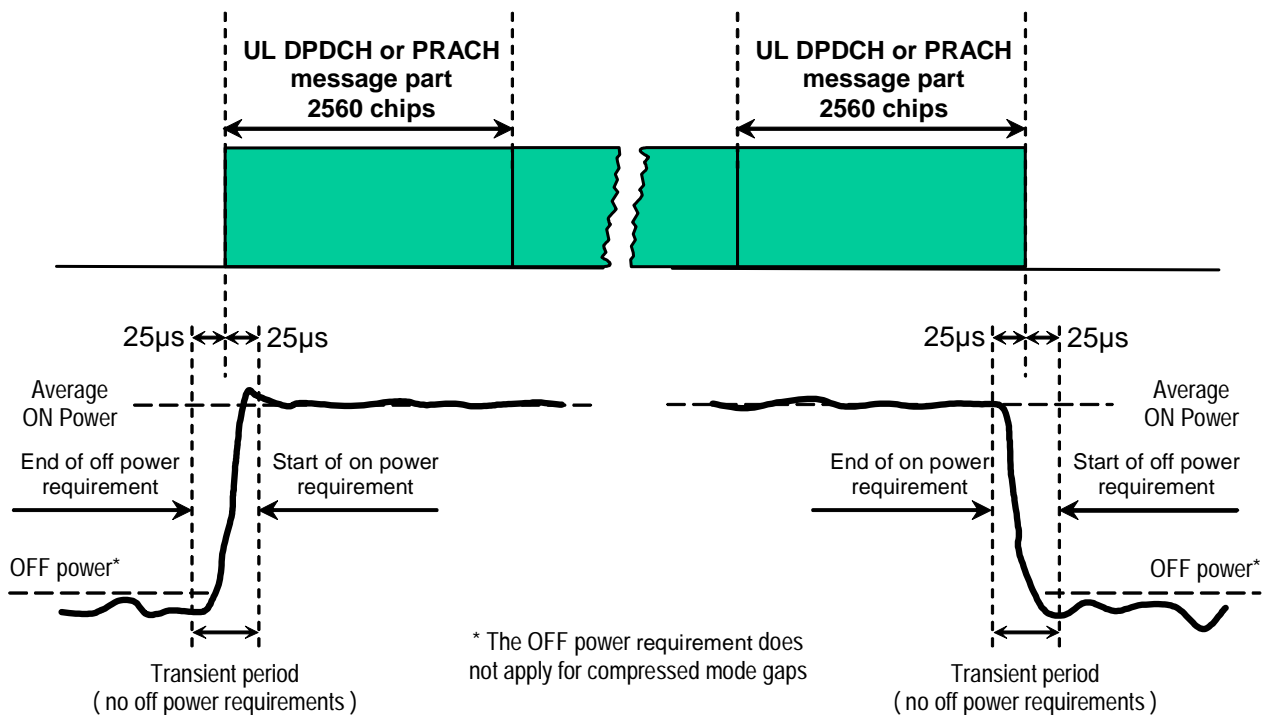 UL DPDCH or PRACH
message part
2560 chips
UL DPDCH or PRACH
message part
2560 chips
25µs
25µs
25µs
25µs
Average
ON Power
Average
ON Power
End of off power
requirement
Start of on power
requirement
End of on power
requirement
Start of off power
requirement
OFF power*
OFF power*
* The OFF power requirement does
not apply for compressed mode gaps
Transient period
( no off power requirements )
Transient period
( no off power requirements )